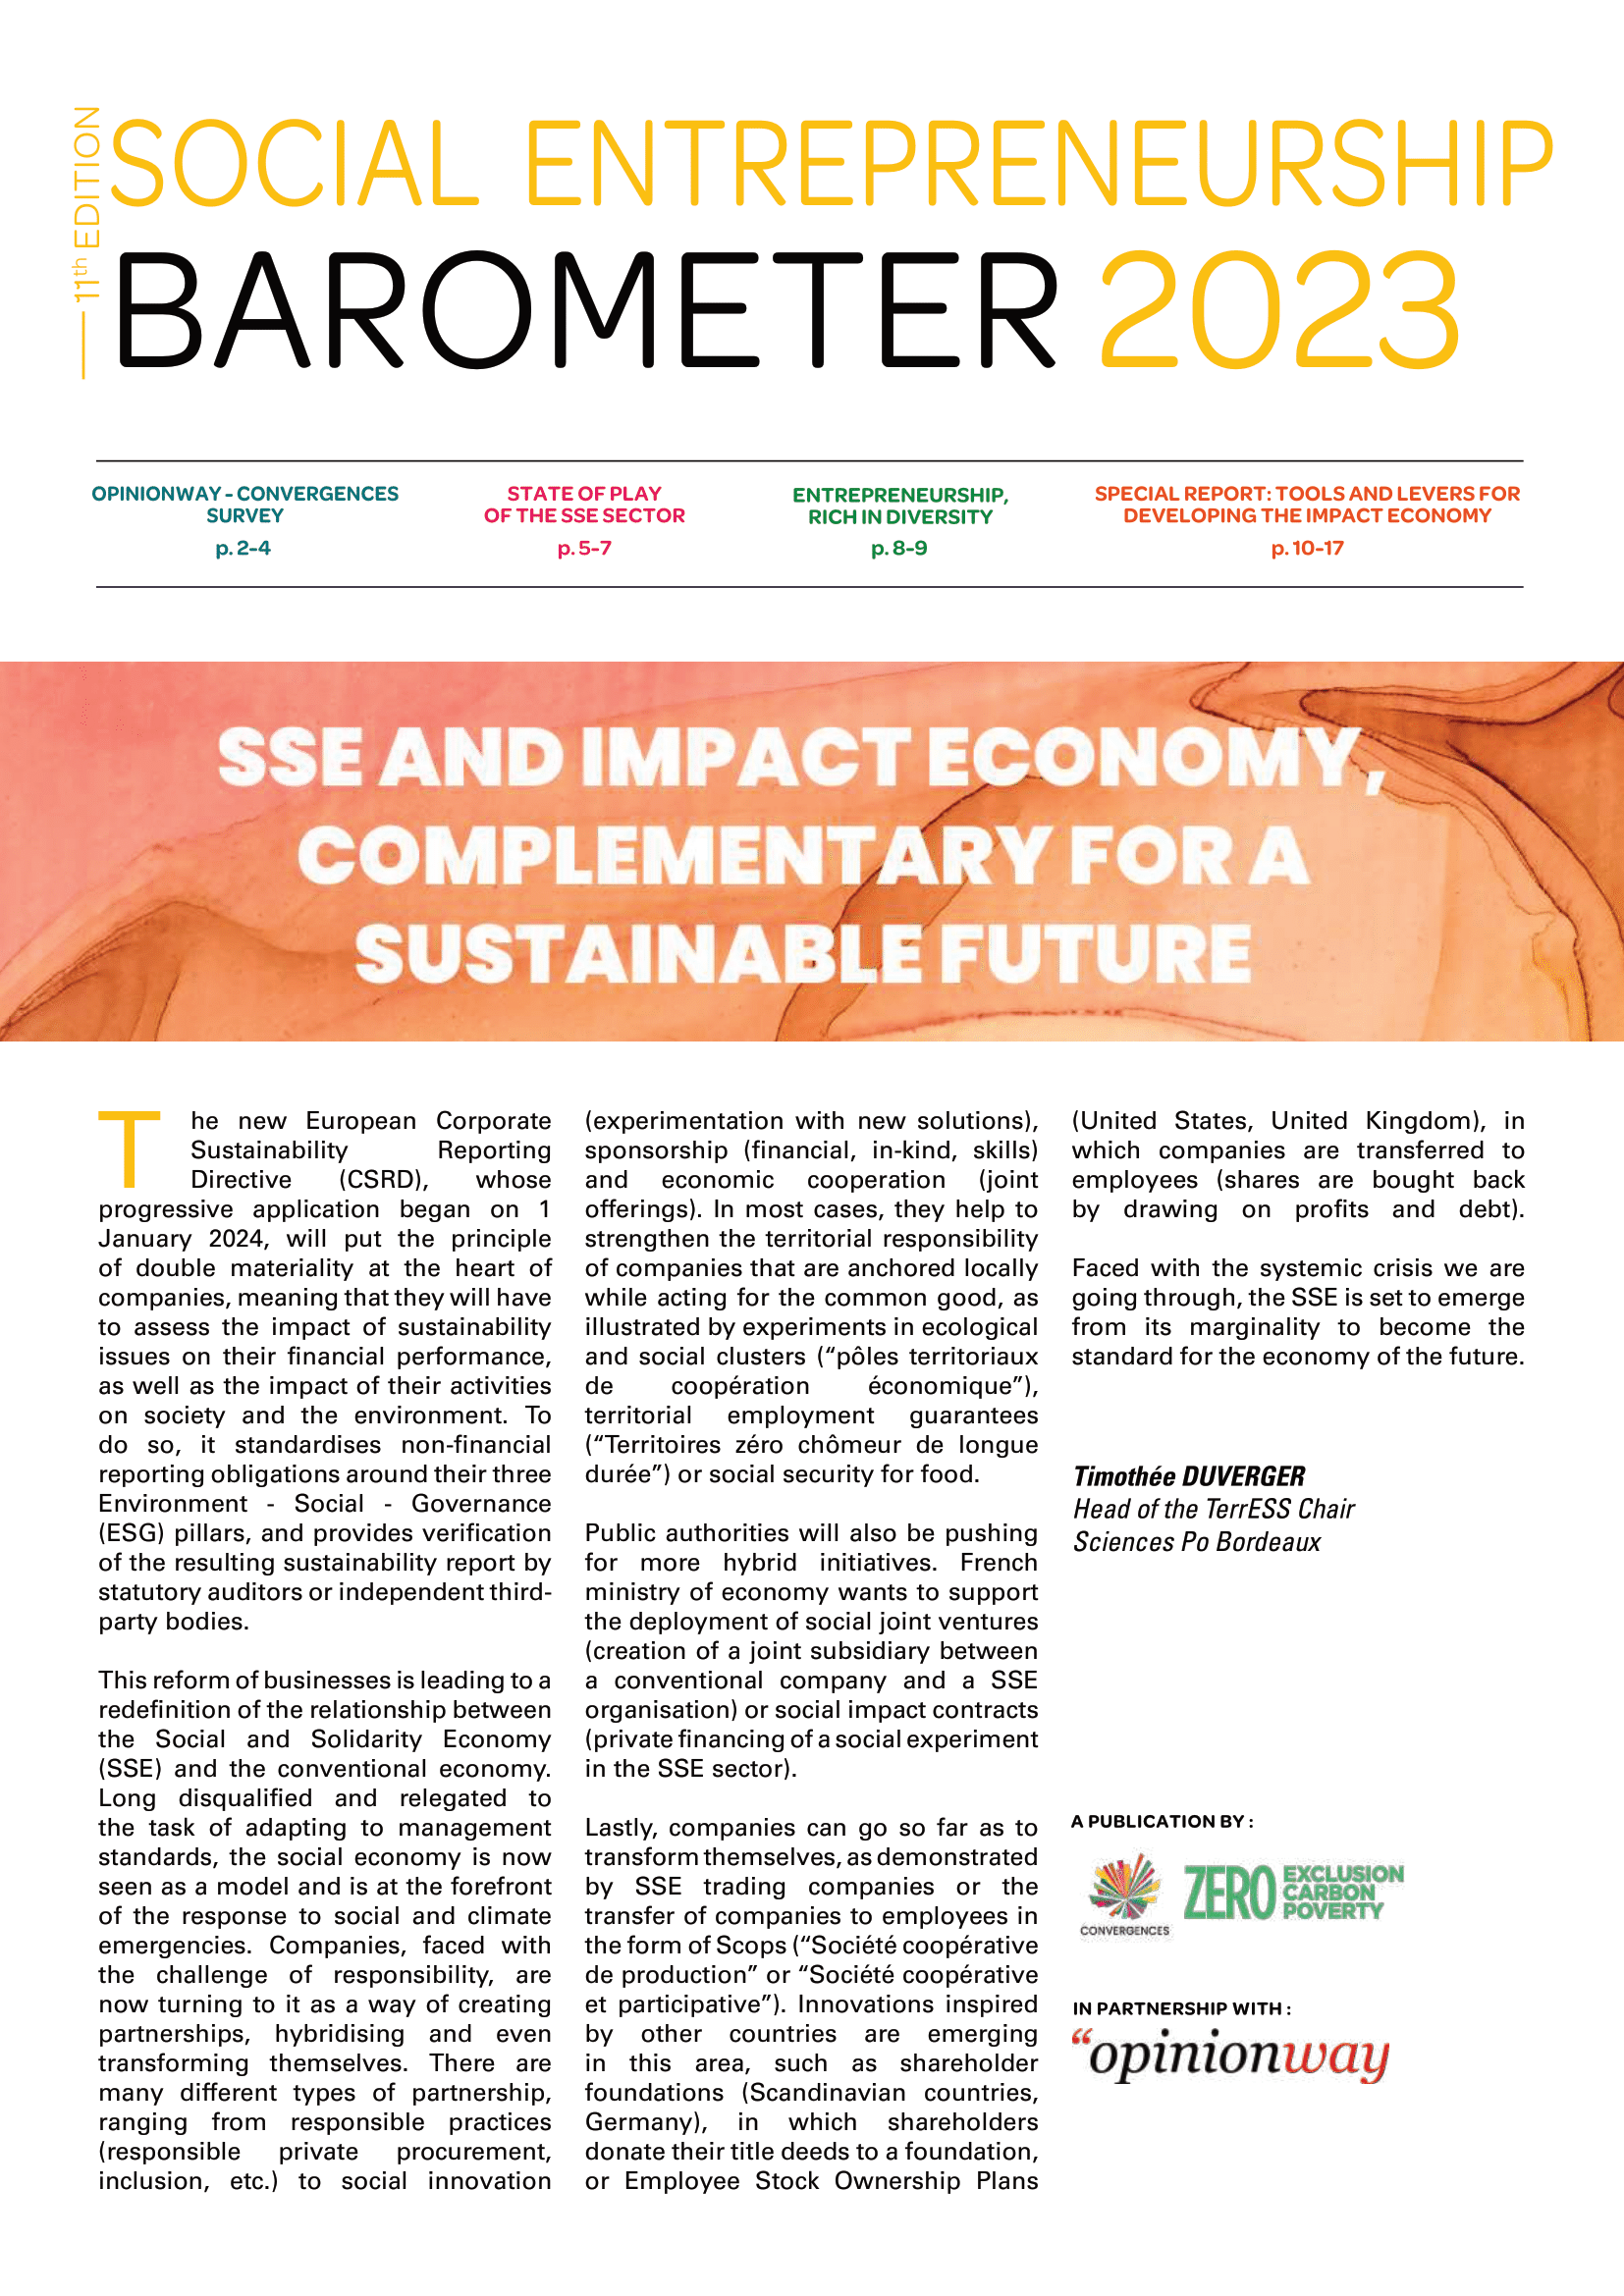 11th EDITION
SOCIAL ENTREPRENEURSHIP
BAROMETER 2023
OPINIONWAY - CONVERGENCES
SURVEY
p. 2-4
STATE OF PLAY
OF THE SSE SECTOR
p. 5-7
ENTREPRENEURSHIP,
RICH IN DIVERSITY
p. 8-9
SPECIAL REPORT: TOOLS AND LEVERS FOR
DEVELOPING THE IMPACT ECONOMY
p. 10-17
SSE AND IMPACT ECONOMY,
COMPLEMENTARY FOR A
SUSTAINABLE FUTURE
The new European Corporate
Sustainability Reporting
Directive (CSRD), whose
progressive application began on 1
January 2024, will put the principle
of double materiality at the heart of
companies, meaning that they will have
to assess the impact of sustainability
issues on their financial performance,
as well as the impact of their activities
on society and the environment. To
do so, it standardises non-financial
reporting obligations around their three
Environment - Social - Governance
(ESG) pillars, and provides verification
of the resulting sustainability report by
statutory auditors or independent third-
party bodies.
This reform of businesses is leading to a
redefinition of the relationship between
the Social and Solidarity Economy
(SSE) and the conventional economy.
Long disqualified and relegated to
the task of adapting to management
standards, the social economy is now
seen as a model and is at the forefront
of the response to social and climate
emergencies. Companies, faced with
the challenge of responsibility, are
now turning to it as a way of creating
partnerships, hybridising and even
transforming themselves. There are
many different types of partnership,
ranging from responsible practices
(responsible private procurement,
inclusion, etc.) to social innovation
(experimentation with new solutions),
sponsorship (financial, in-kind, skills)
and economic cooperation (joint
offerings). In most cases, they help to
strengthen the territorial responsibility
of companies that are anchored locally
while acting for the common good, as
illustrated by experiments in ecological
and social clusters (“pôles territoriaux
de coopération économique”),
territorial employment guarantees
(“Territoires zéro chômeur de longue
durée”) or social security for food.
Public authorities will also be pushing
for more hybrid initiatives. French
ministry of economy wants to support
the deployment of social joint ventures
(creation of a joint subsidiary between
a conventional company and a SSE
organisation) or social impact contracts
(private financing of a social experiment
in the SSE sector).
Lastly, companies can go so far as to
transform themselves, as demonstrated
by SSE trading companies or the
transfer of companies to employees in
the form of Scops (“Société coopérative
de production” or “Société coopérative
et participative”). Innovations inspired
by other countries are emerging
in this area, such as shareholder
foundations (Scandinavian countries,
Germany), in which shareholders
donate their title deeds to a foundation,
or Employee Stock Ownership Plans
(United States, United Kingdom), in
which companies are transferred to
employees (shares are bought back
by drawing on profits and debt).
Faced with the systemic crisis we are
going through, the SSE is set to emerge
from its marginality to become the
standard for the economy of the future.
Timothée DUVERGER
Head of the TerrESS Chair
Sciences Po Bordeaux
A PUBLICATION BY :
CONVERGENCES
ZERO EXCLUSION
CARBON
POVERTY
IN PARTNERSHIP WITH :
“opinionway